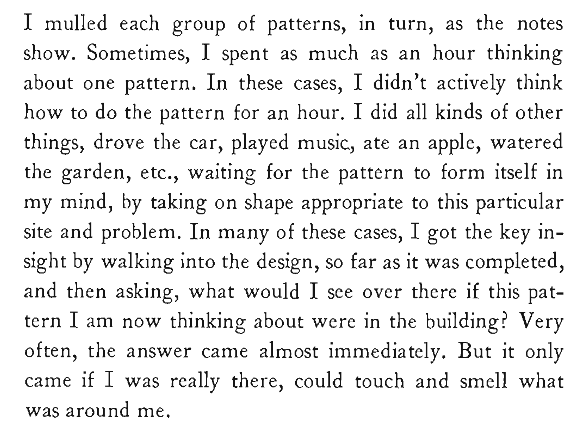 I mulled each group of patterns, in turn, as the notes
show. Sometimes, I spent as much as an hour thinking
about one pattern. In these cases, I didn't actively think
how to do the pattern for an hour. I did all kinds of other
things, drove the car, played music, ate an apple, watered
the garden, etc., waiting for the pattern to form itself in
my mind, by taking on shape appropriate to this particular
site and problem. In many of these cases, I got the key in-
sight by walking into the design, so far as it was completed,
and then asking, what would I see over there if this pat-
tern I am now thinking about were in the building? Very
often, the answer came almost immediately. But it only
came if I was really there, could touch and smell what
was around me.